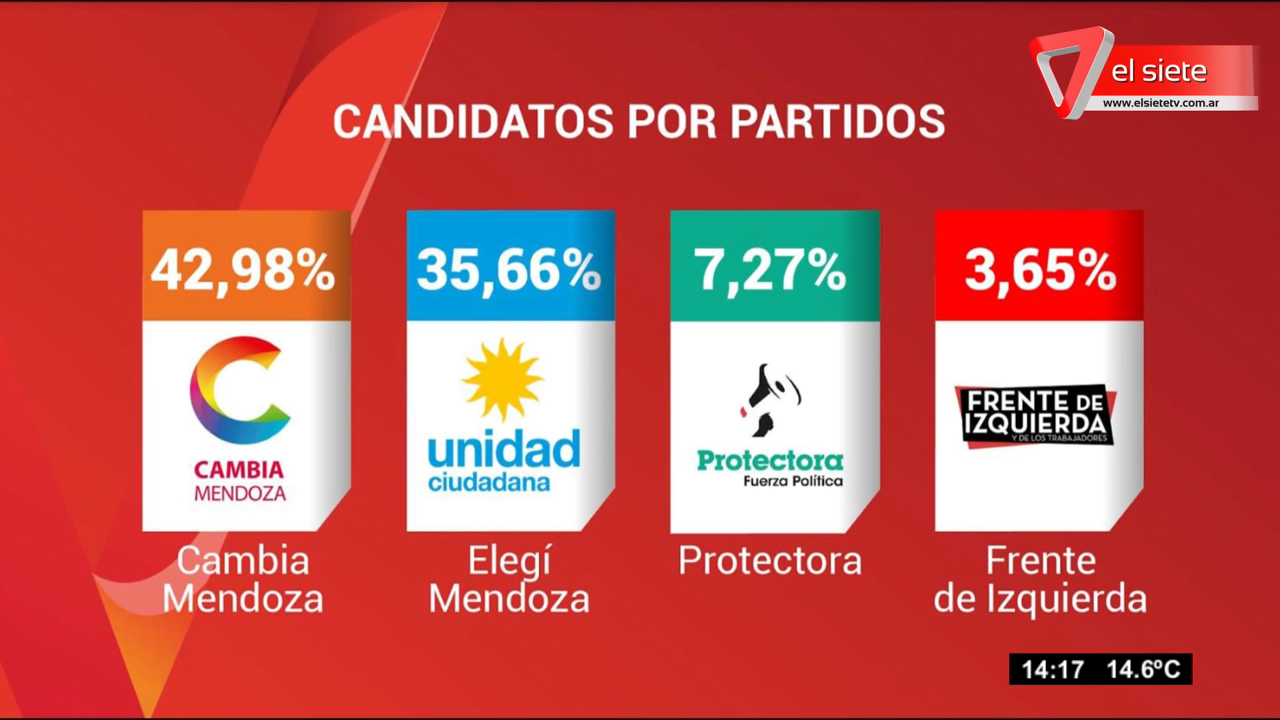 el siete
www.elsietetv.com.ar
CANDIDATOS POR PARTIDOS
42,98%
CAMBIA
MENDOZA
Cambia
Mendoza
35,66%
unidad
ciudadana
Elegí
Mendoza
7,27%
Protectora
Fuerza Política
Protectora
3,65%
FRENTE DE
IZQUIERDA
Y DE LOS TRABAJADORES
Frente
de Izquierda
14:17 14.6ºC